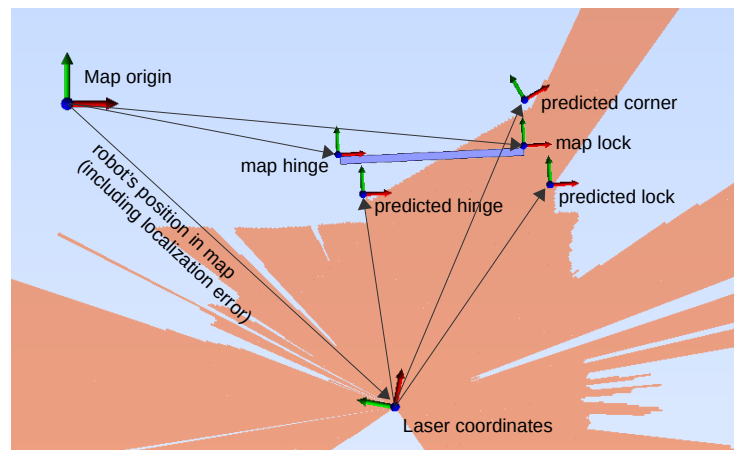 Map origin
predicted corner
map lock
map hinge
predicted lock
predicted hinge
robot's position in map
(including localization error)
Laser coordinates